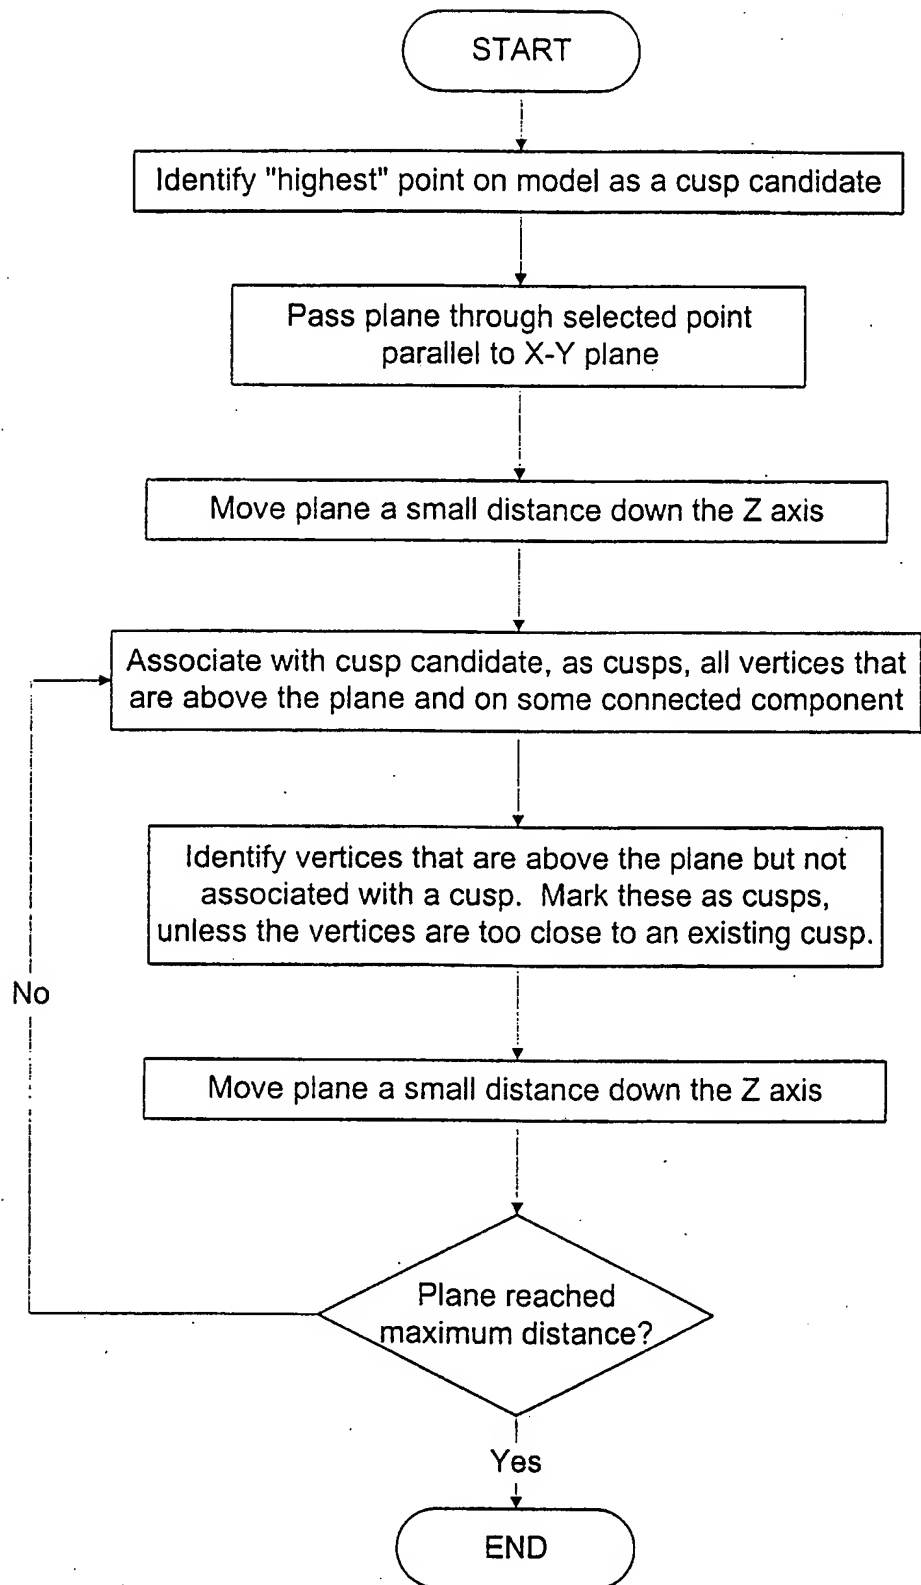 START
Identify "highest" point on model as a cusp candidate
Pass plane through selected point
parallel to X-Y plane
Move plane a small distance down the Z axis
Associate with cusp candidate, as cusps, all vertices that
are above the plane and on some connected component
Identify vertices that are above the plane but not
associated with a cusp. Mark these as cusps,
unless the vertices are too close to an existing cusp.
No
Move plane a small distance down the Z axis
Plane reached
maximum distance?
Yes
END